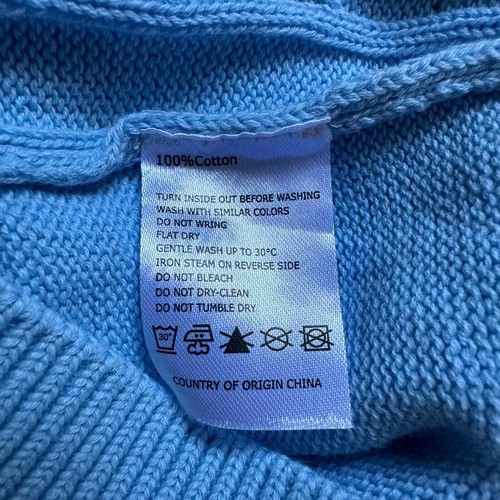 100%Cotton
TURN INSIDE OUT BEFORE WASHING
WASH WITH SIMILAR COLORS
DO NOT WRING
FLAT DRY
GENTLE WASH UP TO 30°C
IRON STEAM ON REVERSE SIDE
DO NOT BLEACH
DO NOT DRY-CLEAN
DO NOT TUMBLE DRY
30°
COUNTRY OF ORIGIN CHINA